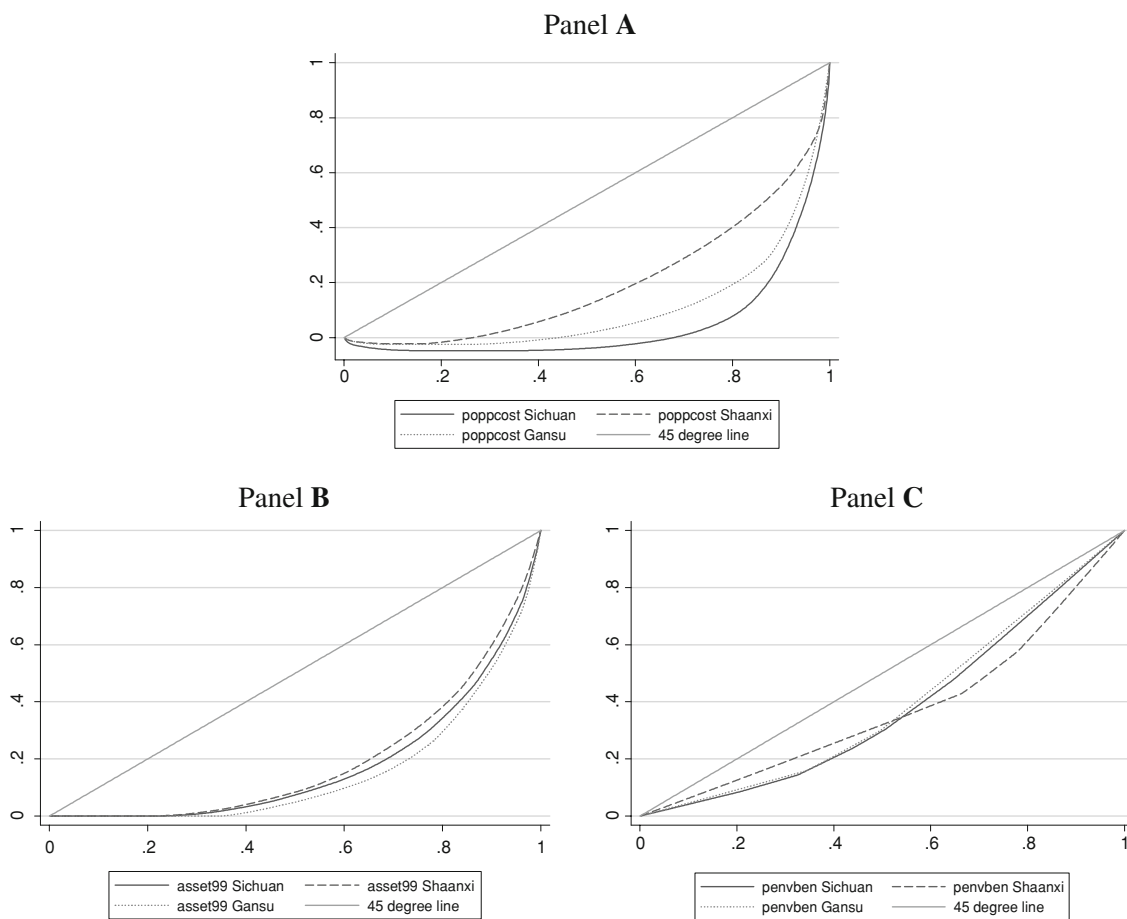 Panel A
1
.8
.6
.4
.2
0
0 .2 .4 .6 .8 1
poppcost Sichuan poppcost Shaanxi
poppcost Gansu 45 degree line
Panel B
1
.8
.6
.4
.2
0
0 .2 .4 .6 .8 1
asset99 Sichuan asset99 Shaanxi
asset99 Gansu 45 degree line
Panel C
1
.8
.6
.4
.2
0
0 .2 .4 .6 .8 1
penvben Sichuan penvben Shaanxi
penvben Gansu 45 degree line